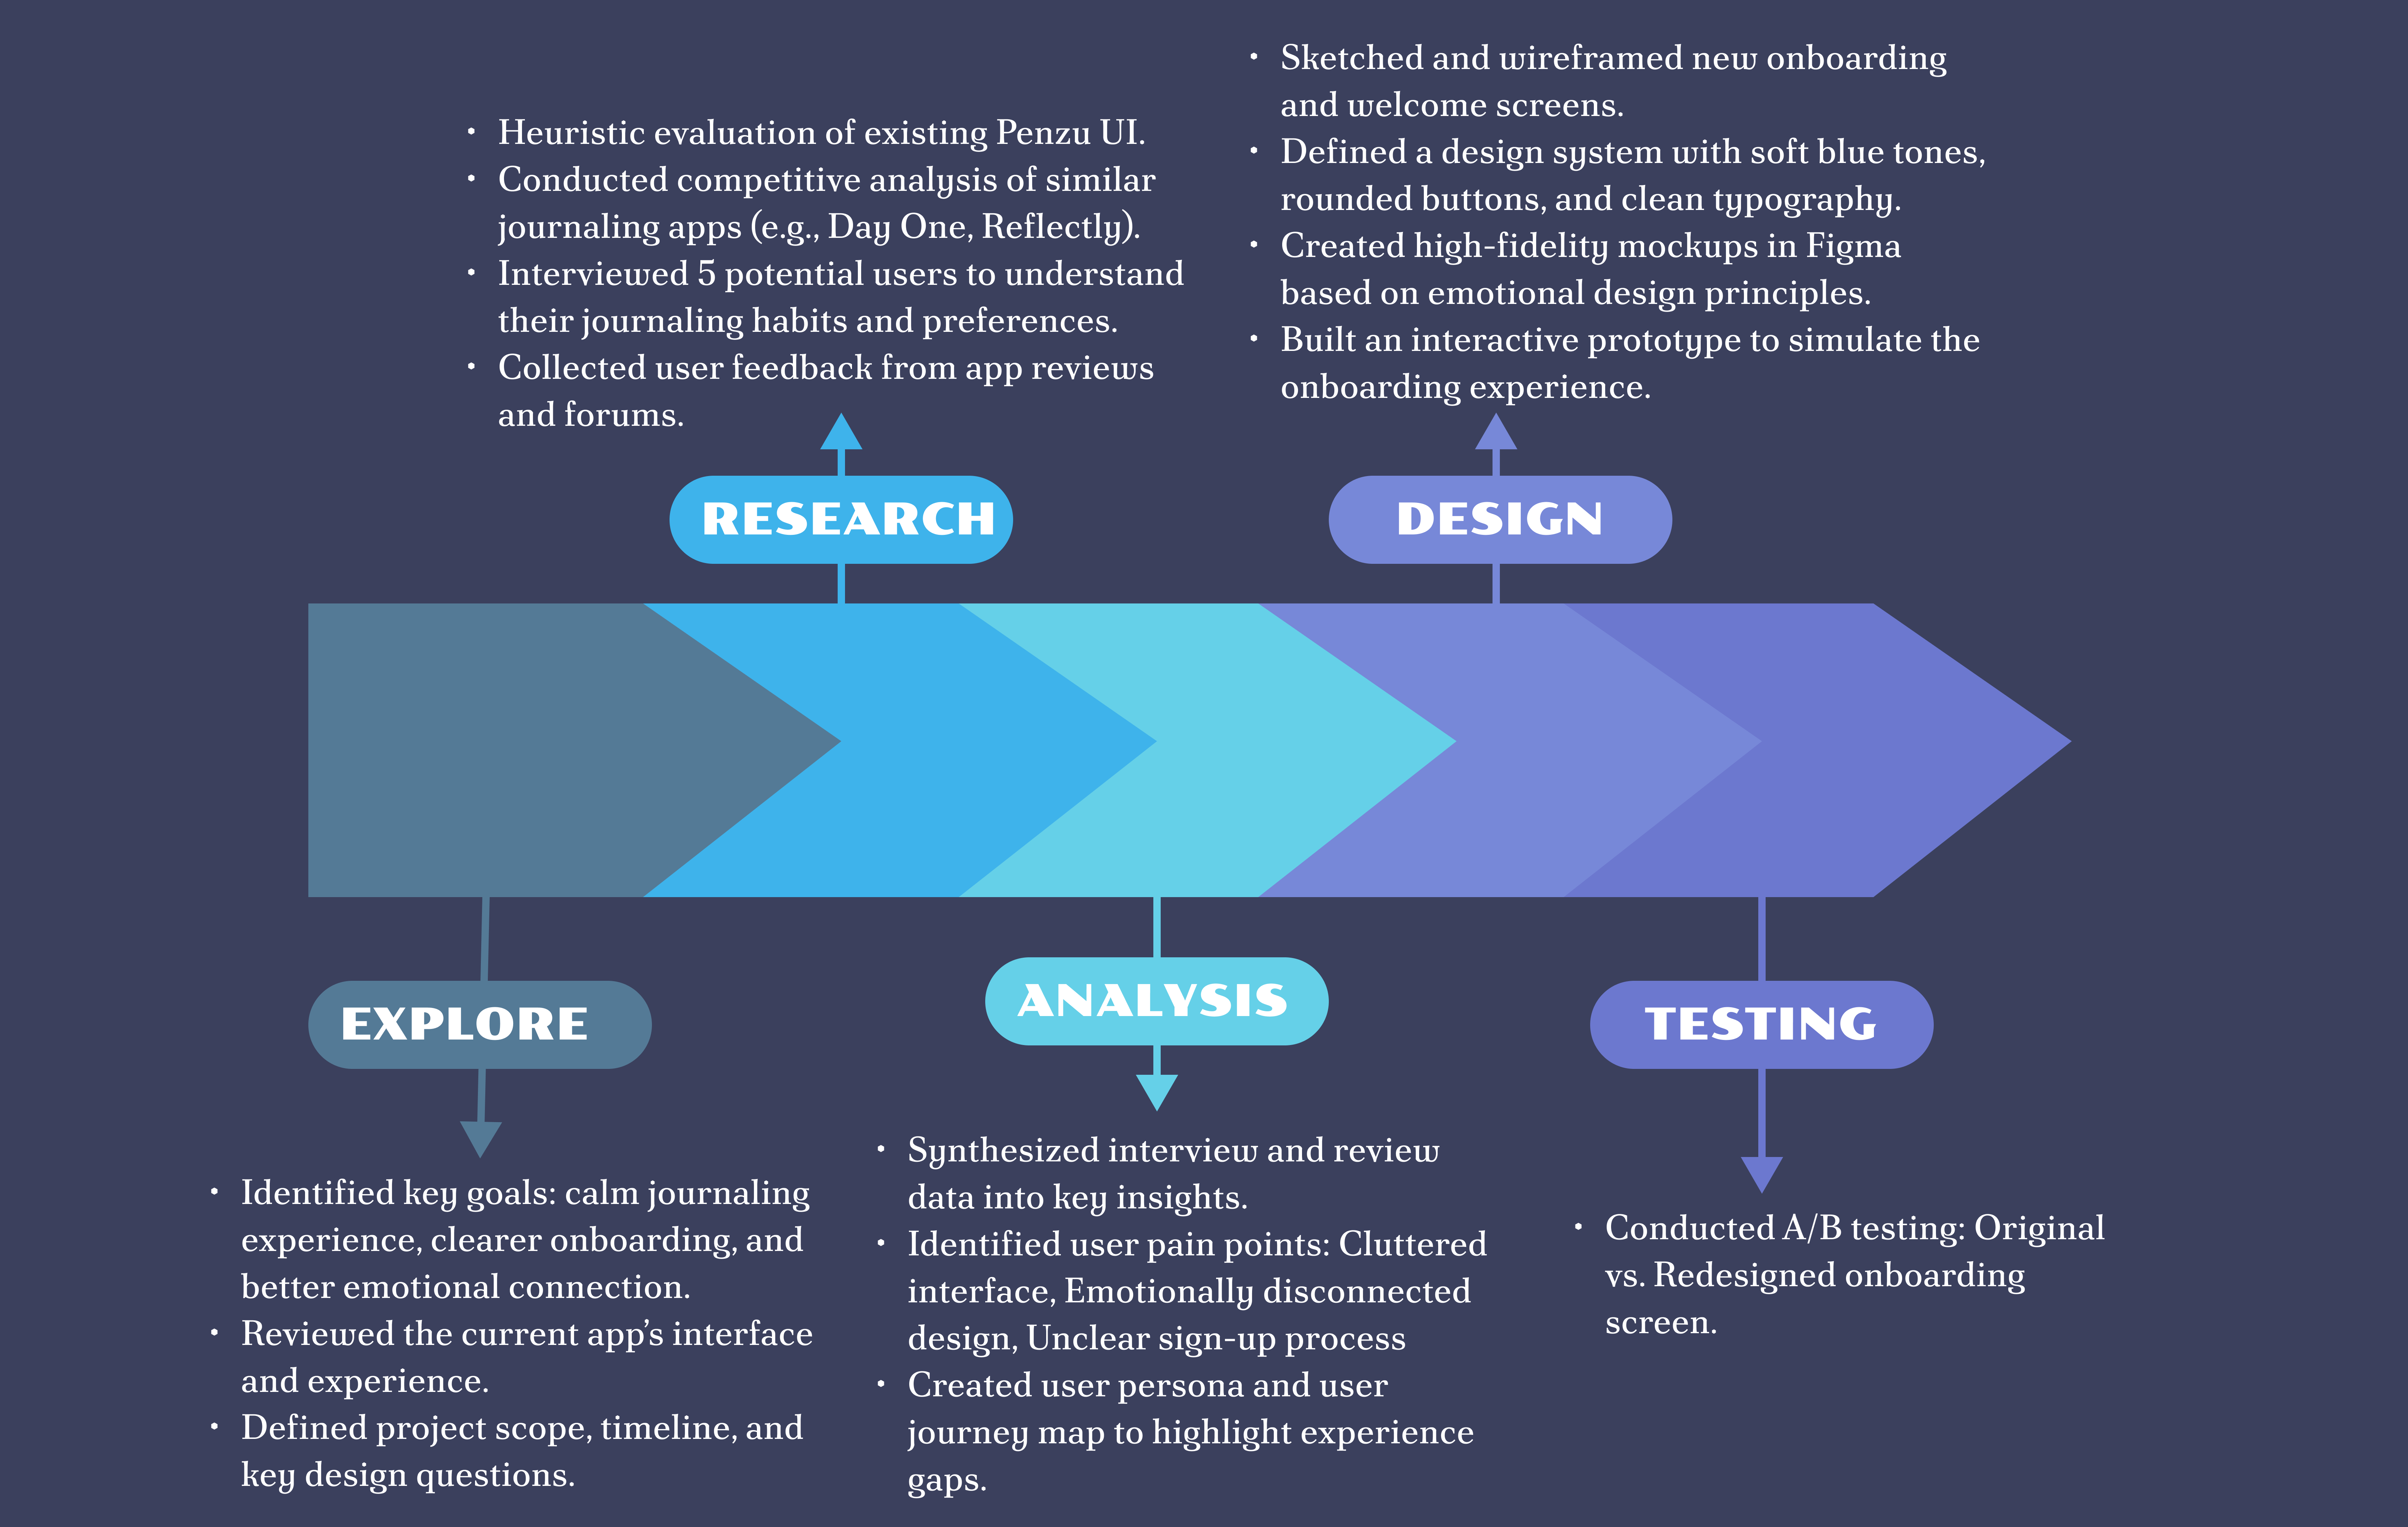 • Heuristic evaluation of existing Penzu UI.
• Conducted competitive analysis of similar
journaling apps (e.g., Day One, Reflectly).
• Interviewed 5 potential users to understand
their journaling habits and preferences.
• Collected user feedback from app reviews
and forums.
RESEARCH
• Sketched and wireframed new onboarding
and welcome screens.
• Defined a design system with soft blue tones,
rounded buttons, and clean typography.
• Created high-fidelity mockups in Figma
based on emotional design principles.
• Built an interactive prototype to simulate the
onboarding experience.
DESIGN
EXPLORE
• Identified key goals: calm journaling
experience, clearer onboarding, and
better emotional connection.
• Reviewed the current app’s interface
and experience.
• Defined project scope, timeline, and
key design questions.
ANALYSIS
• Synthesized interview and review
data into key insights.
• Identified user pain points: Cluttered
interface, Emotionally disconnected
design, Unclear sign-up process
• Created user persona and user
journey map to highlight experience
gaps.
TESTING
• Conducted A/B testing: Original
vs. Redesigned onboarding
screen.